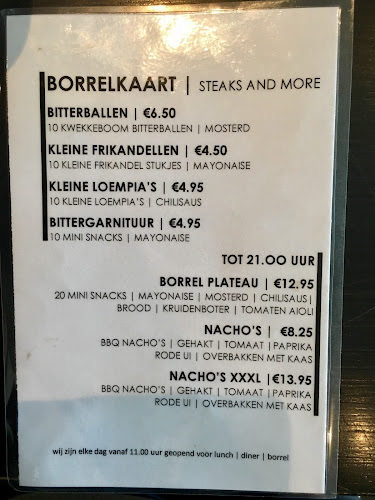 BORRELKAART | STEAKS AND MORE
BITTERBALLEN | €6.50
10 KWEKKEBOOM BITTERBALLEN | MOSTERD
KLEINE FRIKANDELLEN | €4.50
10 KLEINE FRIKANDEL STUKJES | MAYONAISE
KLEINE LOEMPIA'S | €4.95
10 KLEINE LOEMPIA'S | CHILISAUS
BITTERGARNITUUR | €4.95
10 MINI SNACKS | MAYONAISE
TOT 21.OO UUR
BORREL PLATEAU | €12.95
20 MINI SNACKS | MAYONAISE | MOSTERD | CHILISAUS|
BROOD | KRUIDENBOTER | TOMATEN AIOLI
NACHO'S | €8.25
BBQ NACHO'S | GEHAKT | TOMAAT |PAPRIKA
RODE UI | OVERBAKKEN MET KAAS
NACHO'S XXXL |€13.95
BBQ NACHO'S | GEHAKT | TOMAAT |PAPRIKA
RODE UI | OVERBAKKEN MET KAAS
wij zijn elke dag vanaf 11.00 uur geopend voor lunch | diner | borrel